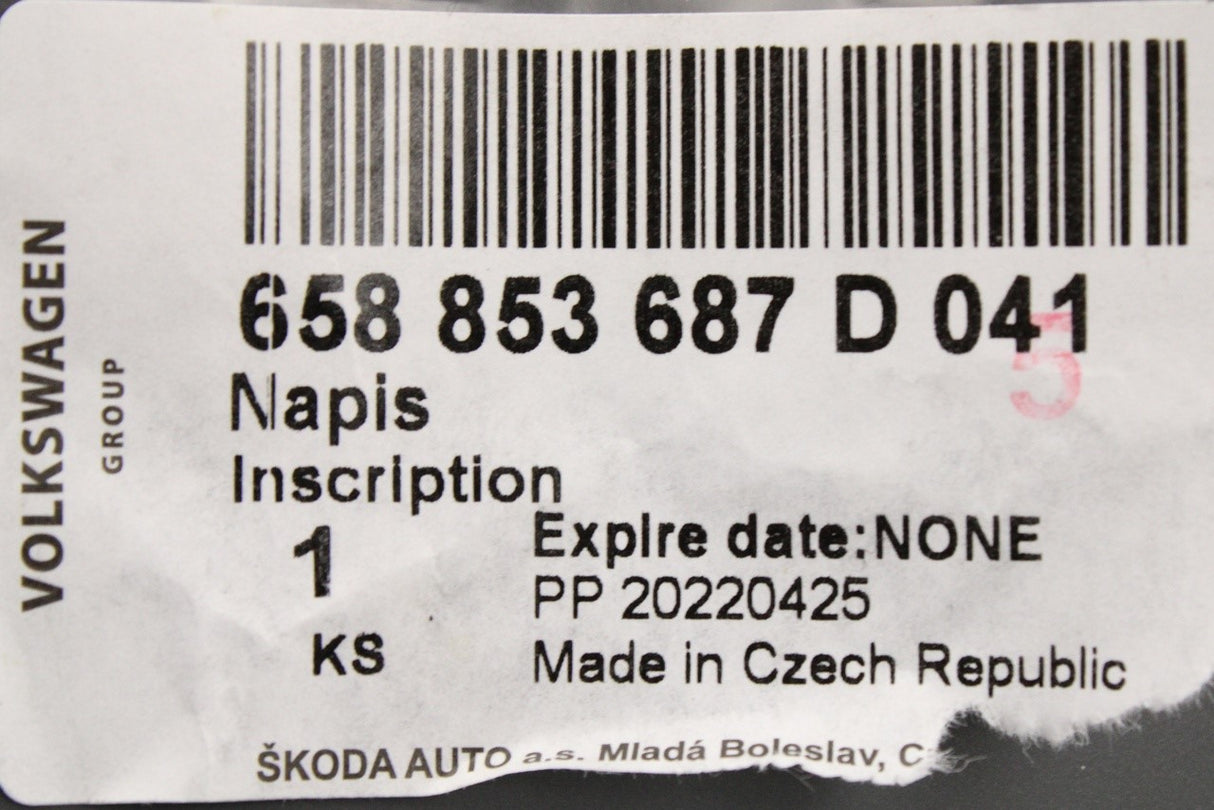 VOLKSWAGEN
GROUP
658 853 687 D 041
5
Napis
Inscription
1
KS
Expire date:NONE
PP 20220425
Made in Czech Republic
ŠKODA AUTO a.s. Mladá Boleslav, C